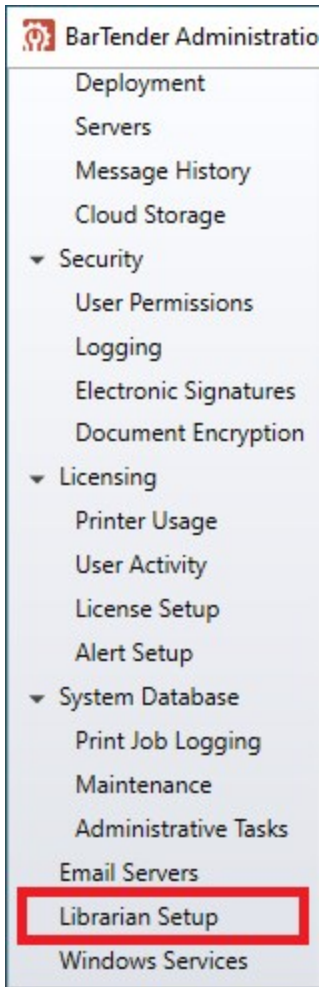 BarTender Administratio
Deployment
Servers
Message History
Cloud Storage
Security
User Permissions
Logging
Electronic Signatures
Document Encryption
Licensing
Printer Usage
User Activity
License Setup
Alert Setup
System Database
Print Job Logging
Maintenance
Administrative Tasks
Email Servers
Librarian Setup
Windows Services